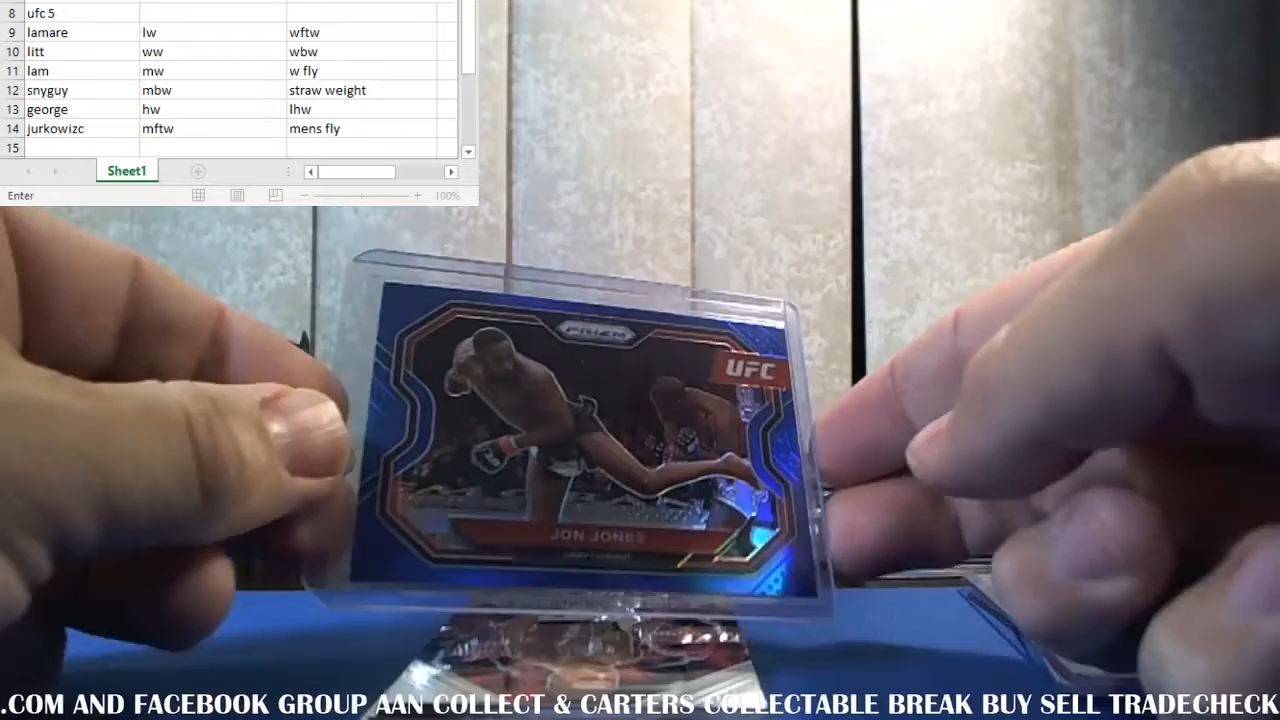 8 ufc 5
9 lamare lw wftw
10 litt ww wbw
11 lam mw w fly
12 snyguy mbw straw weight
13 george hw lhw
14 jurkowizc mftw mens fly
15
Sheet1
Enter 100%
PRIZM
UFC
JON JONES
.COM AND FACEBOOK GROUP AAN COLLECT & CARTERS COLLECTABLE BREAK BUY SELL TRADECHECK